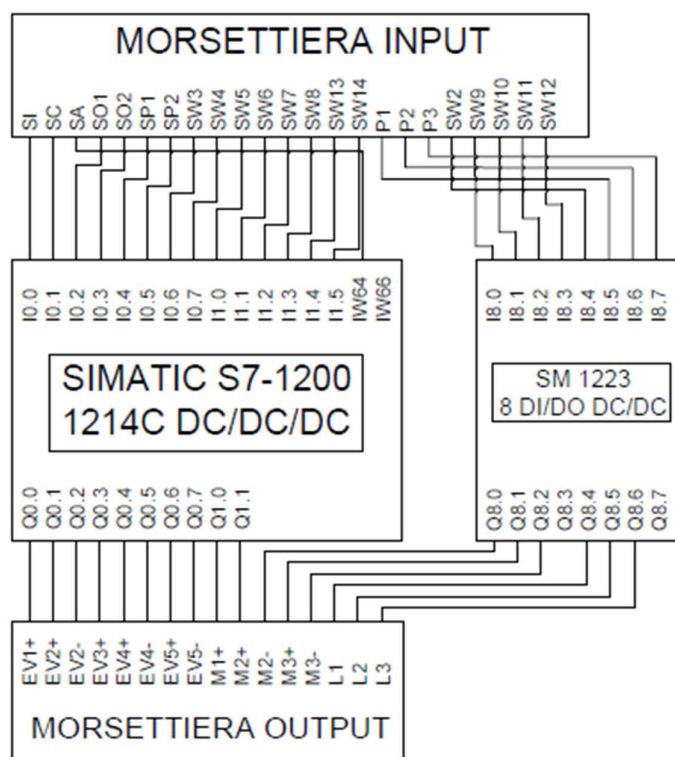 MORSETTIERA INPUT
SI SC SA SO1 SO2 SP1 SP2 SW3 SW4 SW5 SW6 SW7 SW8 SW13 SW14 P1 P2 P3 SW2 SW9 SW10 SW11 SW12
I0.0 I0.1 I0.2 I0.3 I0.4 I0.5 I0.6 I0.7 I1.0 I1.1 I1.2 I1.3 I1.4 I1.5 IW64 IW66
I8.0 I8.1 I8.2 I8.3 I8.4 I8.5 I8.6 I8.7
SIMATIC S7-1200
1214C DC/DC/DC
SM 1223
8 DI/DO DC/DC
Q0.0 Q0.1 Q0.2 Q0.3 Q0.4 Q0.5 Q0.6 Q0.7 Q1.0 Q1.1
Q8.0 Q8.1 Q8.2 Q8.3 Q8.4 Q8.5 Q8.6 Q8.7
EV1+ EV2+ EV2- EV3+ EV4+ EV4- EV5+ EV5- M1+ M2+ M2- M3+ M3- L1 L2 L3
MORSETTIERA OUTPUT